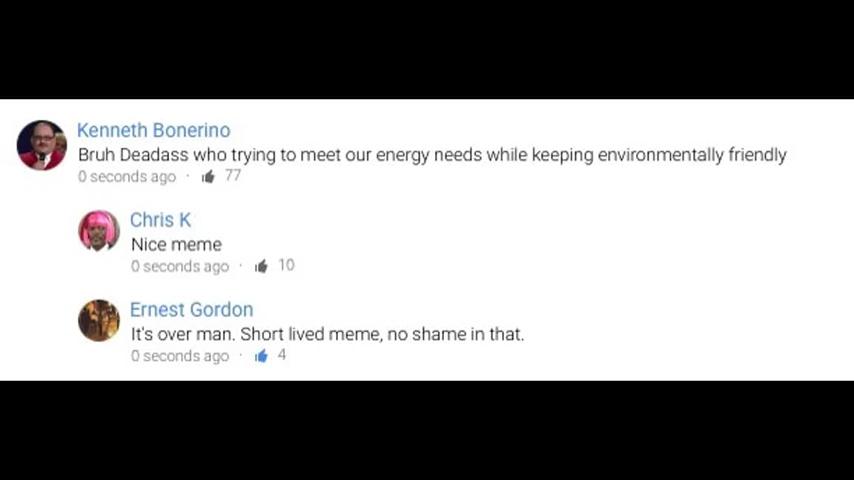 Kenneth Bonerino
Bruh Deadass who trying to meet our energy needs while keeping environmentally friendly
0 seconds ago · 77
Chris K
Nice meme
0 seconds ago · 10
Ernest Gordon
It's over man. Short lived meme, no shame in that.
0 seconds ago · 4